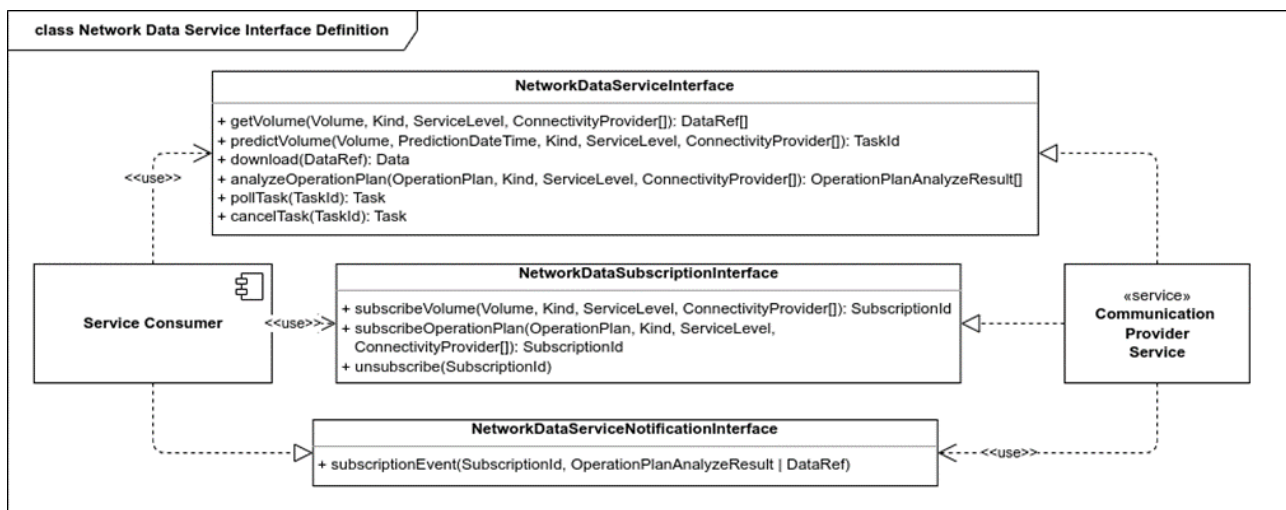 class Network Data Service Interface Definition
NetworkDataServiceInterface
+ getVolume(Volume, Kind, ServiceLevel, ConnectivityProvider[]): DataRef[]
+ predictVolume(Volume, PredictionDateTime, Kind, ServiceLevel, ConnectivityProvider[]): TaskId
+ download(DataRef): Data
+ analyzeOperationPlan(OperationPlan, Kind, ServiceLevel, ConnectivityProvider[]): OperationPlanAnalyzeResult[]
+ pollTask(TaskId): Task
+ cancelTask(TaskId): Task
<<use>>
Service Consumer
<<use>>
NetworkDataSubscriptionInterface
+ subscribeVolume(Volume, Kind, ServiceLevel, ConnectivityProvider[]): SubscriptionId
+ subscribeOperationPlan(OperationPlan, Kind, ServiceLevel,
ConnectivityProvider[]): SubscriptionId
+ unsubscribe(SubscriptionId)
«service»
Communication
Provider
Service
NetworkDataServiceNotificationInterface
+ subscriptionEvent(SubscriptionId, OperationPlanAnalyzeResult | DataRef)
<<use>>